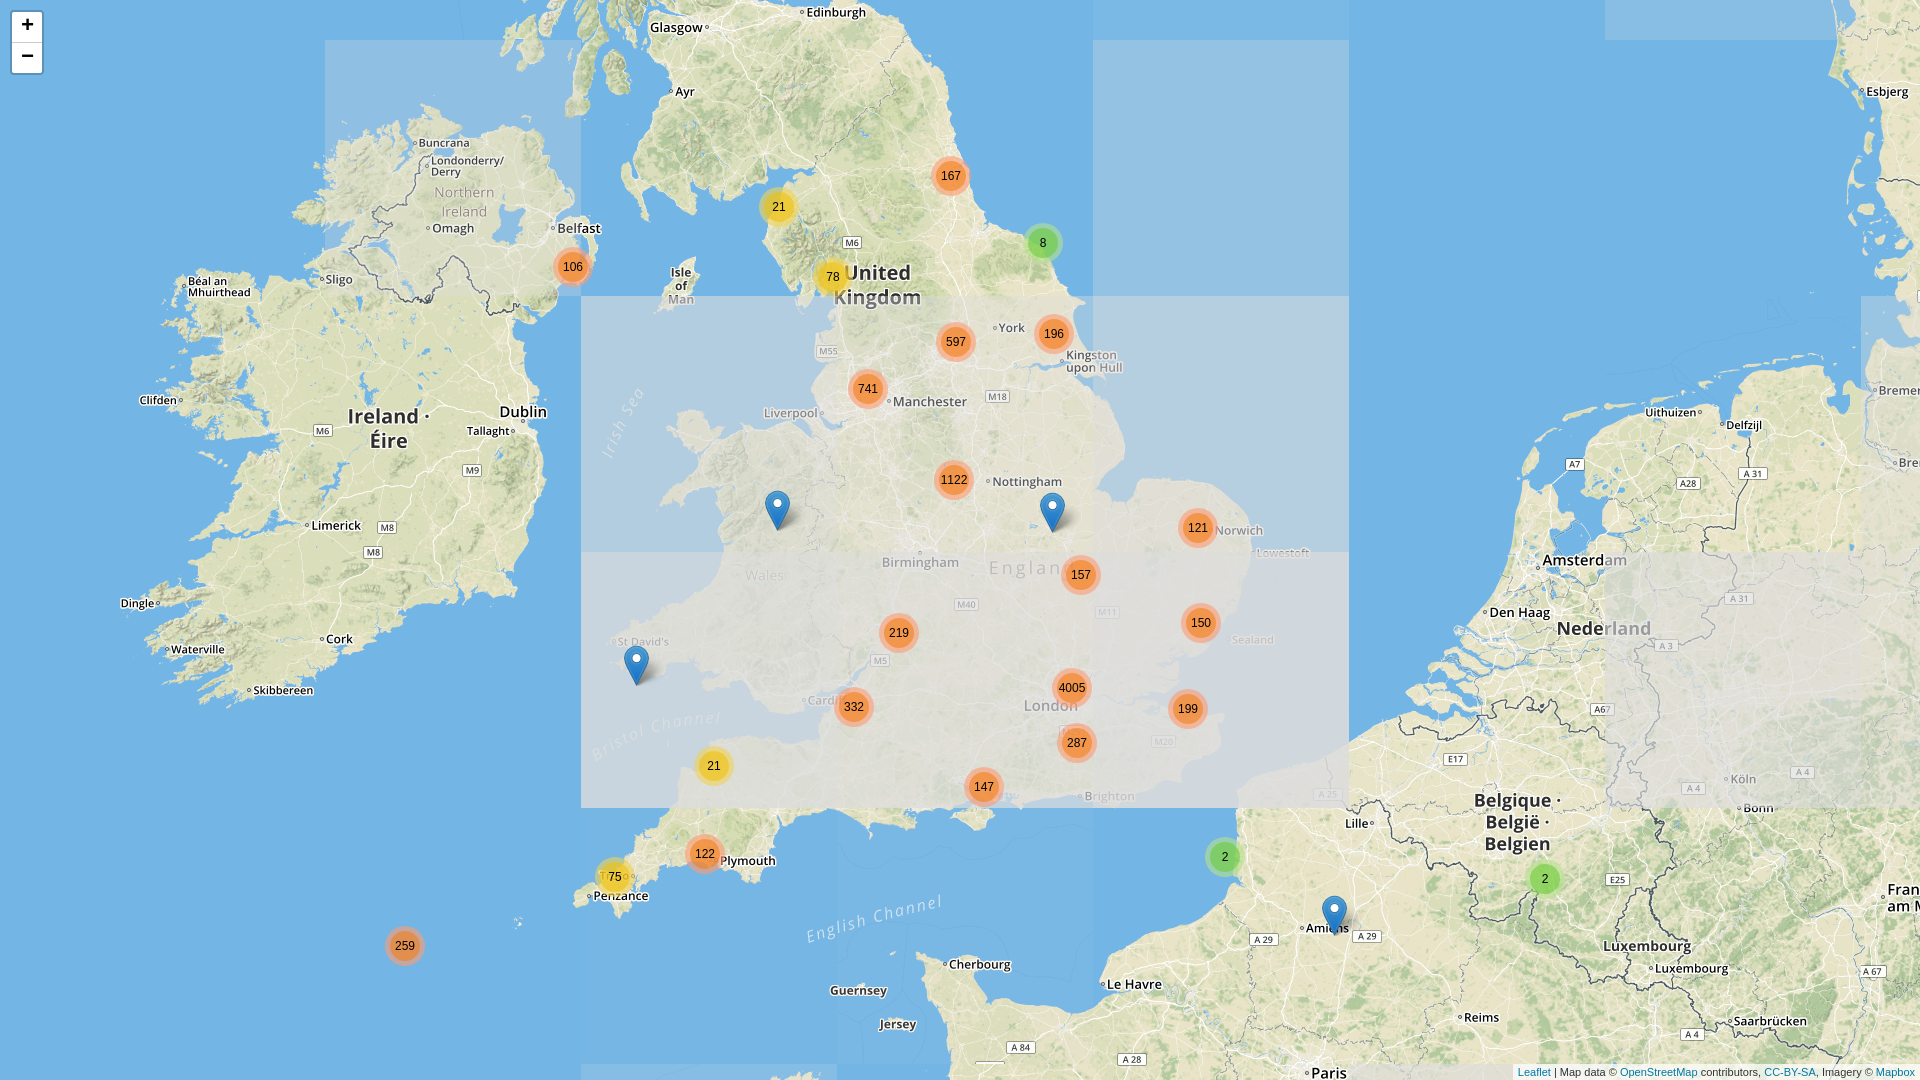 +
−
Edinburgh
Glasgow
Ayr
Esbjerg
Buncrana
Londonderry/
Derry
Northern
Ireland
Omagh
Belfast
167
21
8
M6
106
78
United
Kingdom
Isle
of
Man
Sligo
Béal an
Mhuirthead
York
196
597
M55
Kingston
upon Hull
741
Manchester
M18
Liverpool
Irish Sea
Clifden
Ireland ·
Éire
Dublin
Tallaght
M6
M9
Uithuizen
Delfzijl
A7
A 31
A28
1122
Nottingham
121
Norwich
Lowestoft
Limerick
M8
M8
Birmingham
Wales
157
Amsterdam
M40
M11
A 31
Dingle
Den Haag
Nederland
150
219
Sealand
St David's
Cork
Waterville
M5
A 3
Skibbereen
4005
London
Cardiff
332
199
A67
Bristol Channel
287
M20
E17
21
147
Brighton
A 25
Köln
A 4
A 4
Bonn
Belgique ·
België ·
Belgien
Lille
122
Plymouth
2
75
Penzance
2
E25
English Channel
Amiens
A 29
A 29
259
Luxembourg
Luxembourg
A 67
Cherbourg
Guernsey
Le Havre
Jersey
Reims
Saarbrücken
A 84
A 28
A 4
Paris
Leaflet | Map data © OpenStreetMap contributors, CC-BY-SA, Imagery © Mapbox